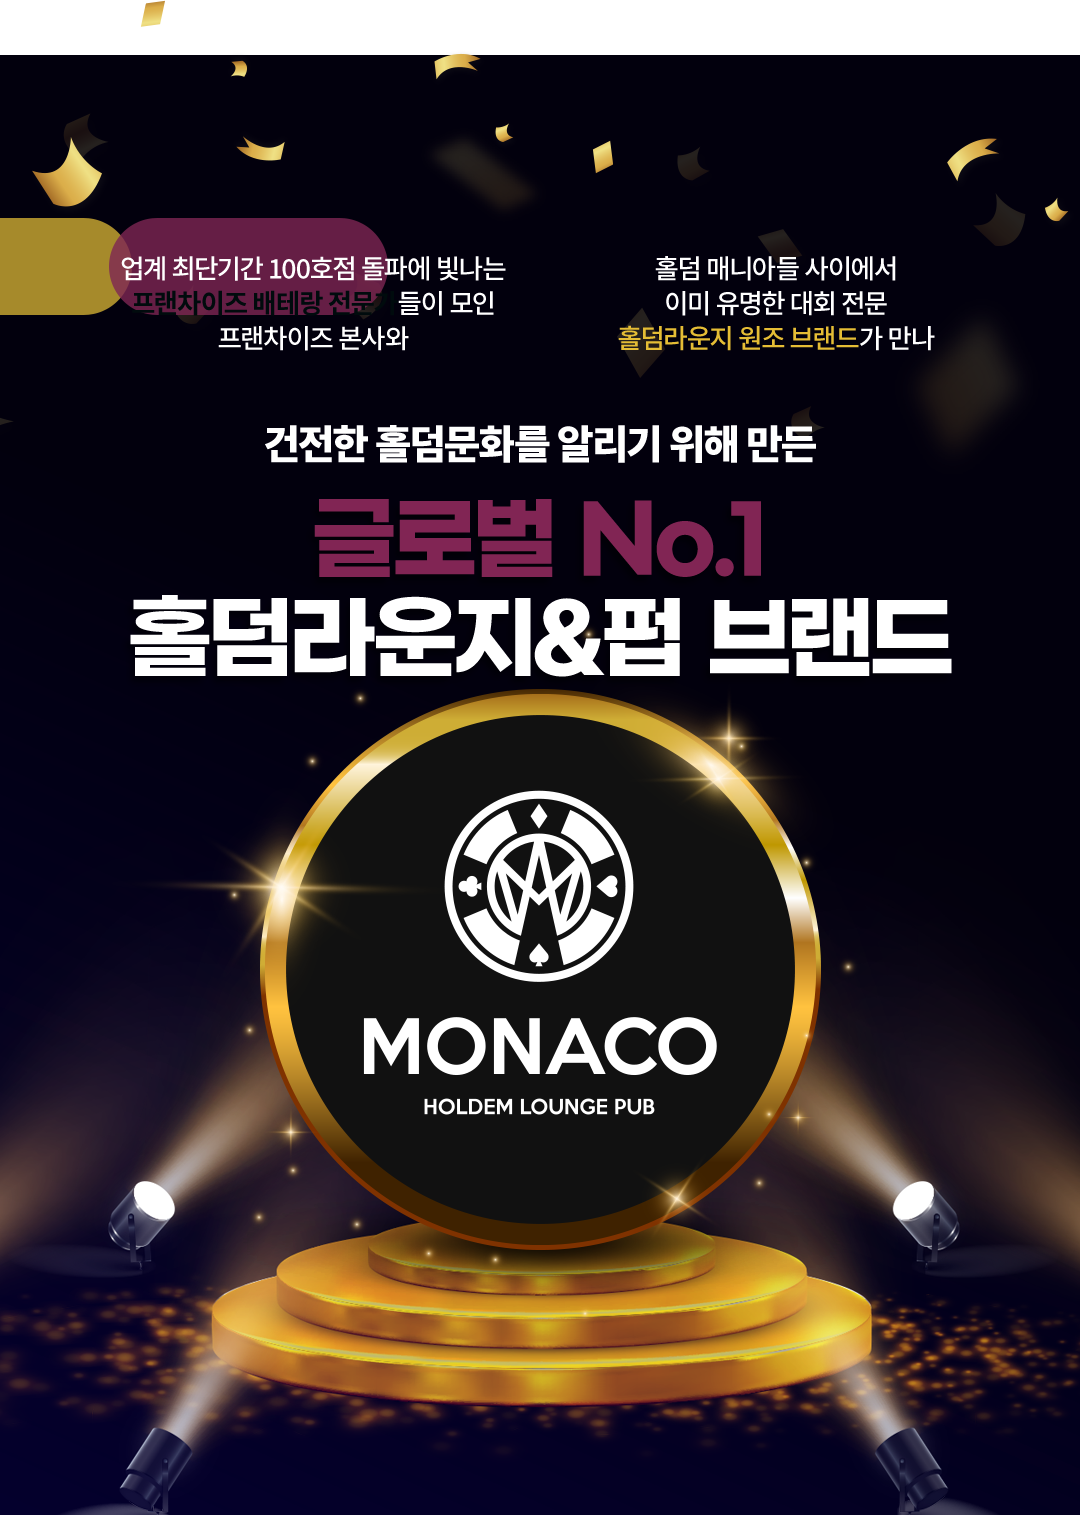 업계 최단기간 100호점 돌파에 빛나는
프랜차이즈 배테랑 전문가들이 모인
프랜차이즈 본사와
홀덤 매니아들 사이에서
이미 유명한 대회 전문
홀덤라운지 원조 브랜드가 만나
건전한 홀덤문화를 알리기 위해 만든
글로벌 No.1
홀덤라운지&펍 브랜드
MONACO
HOLDEM LOUNGE PUB